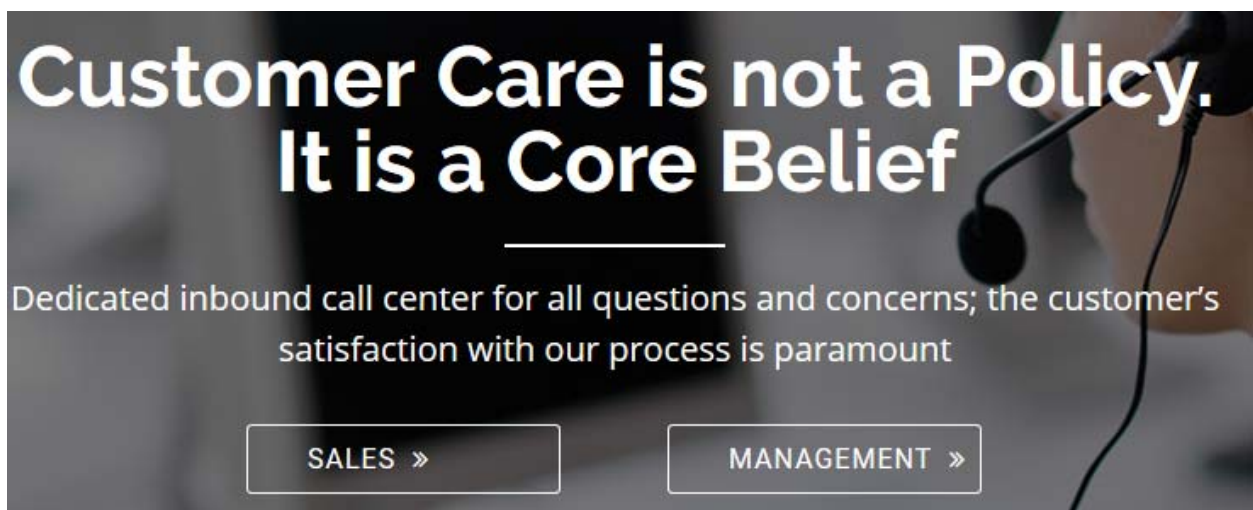 Customer Care is not a Policy.
It is a Core Belief
Dedicated inbound call center for all questions and concerns; the customer’s
satisfaction with our process is paramount
SALES »
MANAGEMENT »